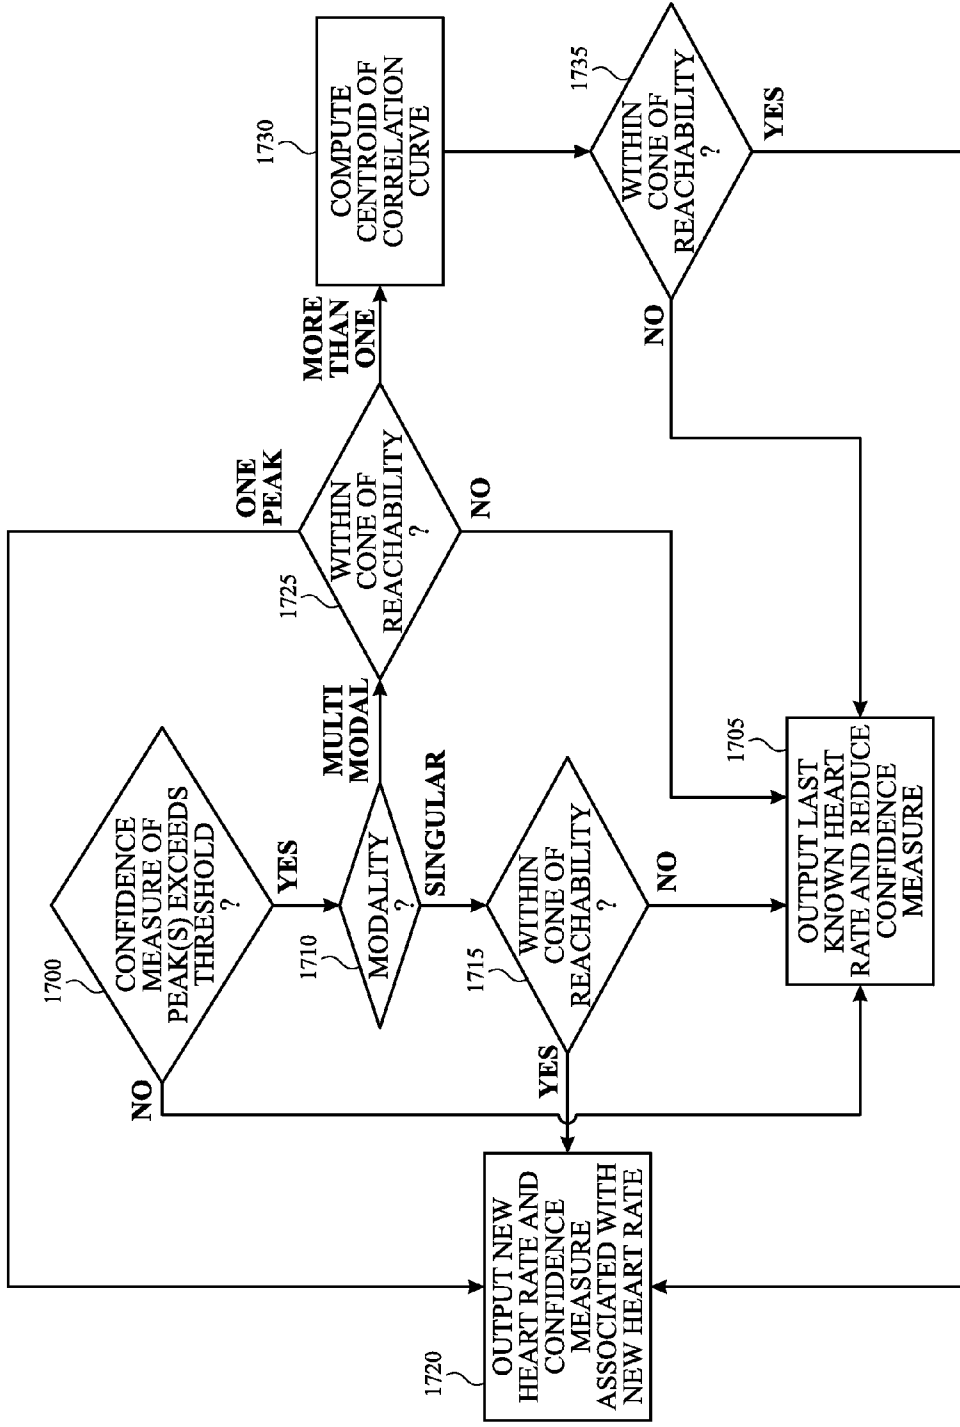 1700
CONFIDENCE
MEASURE OF
PEAK(S) EXCEEDS
THRESHOLD
?
NO
YES
1710
MODALITY
?
MULTI
MODAL
SINGULAR
1715
WITHIN
CONE OF
REACHABILITY
?
YES
NO
1720
OUTPUT NEW
HEART RATE AND
CONFIDENCE
MEASURE
ASSOCIATED WITH
NEW HEART RATE
1705
OUTPUT LAST
KNOWN HEART
RATE AND REDUCE
CONFIDENCE
MEASURE
1725
WITHIN
CONE OF
REACHABILITY
?
ONE
PEAK
NO
MORE
THAN
ONE
1730
COMPUTE
CENTROID OF
CORRELATION
CURVE
1735
WITHIN
CONE OF
REACHABILITY
?
NO
YES